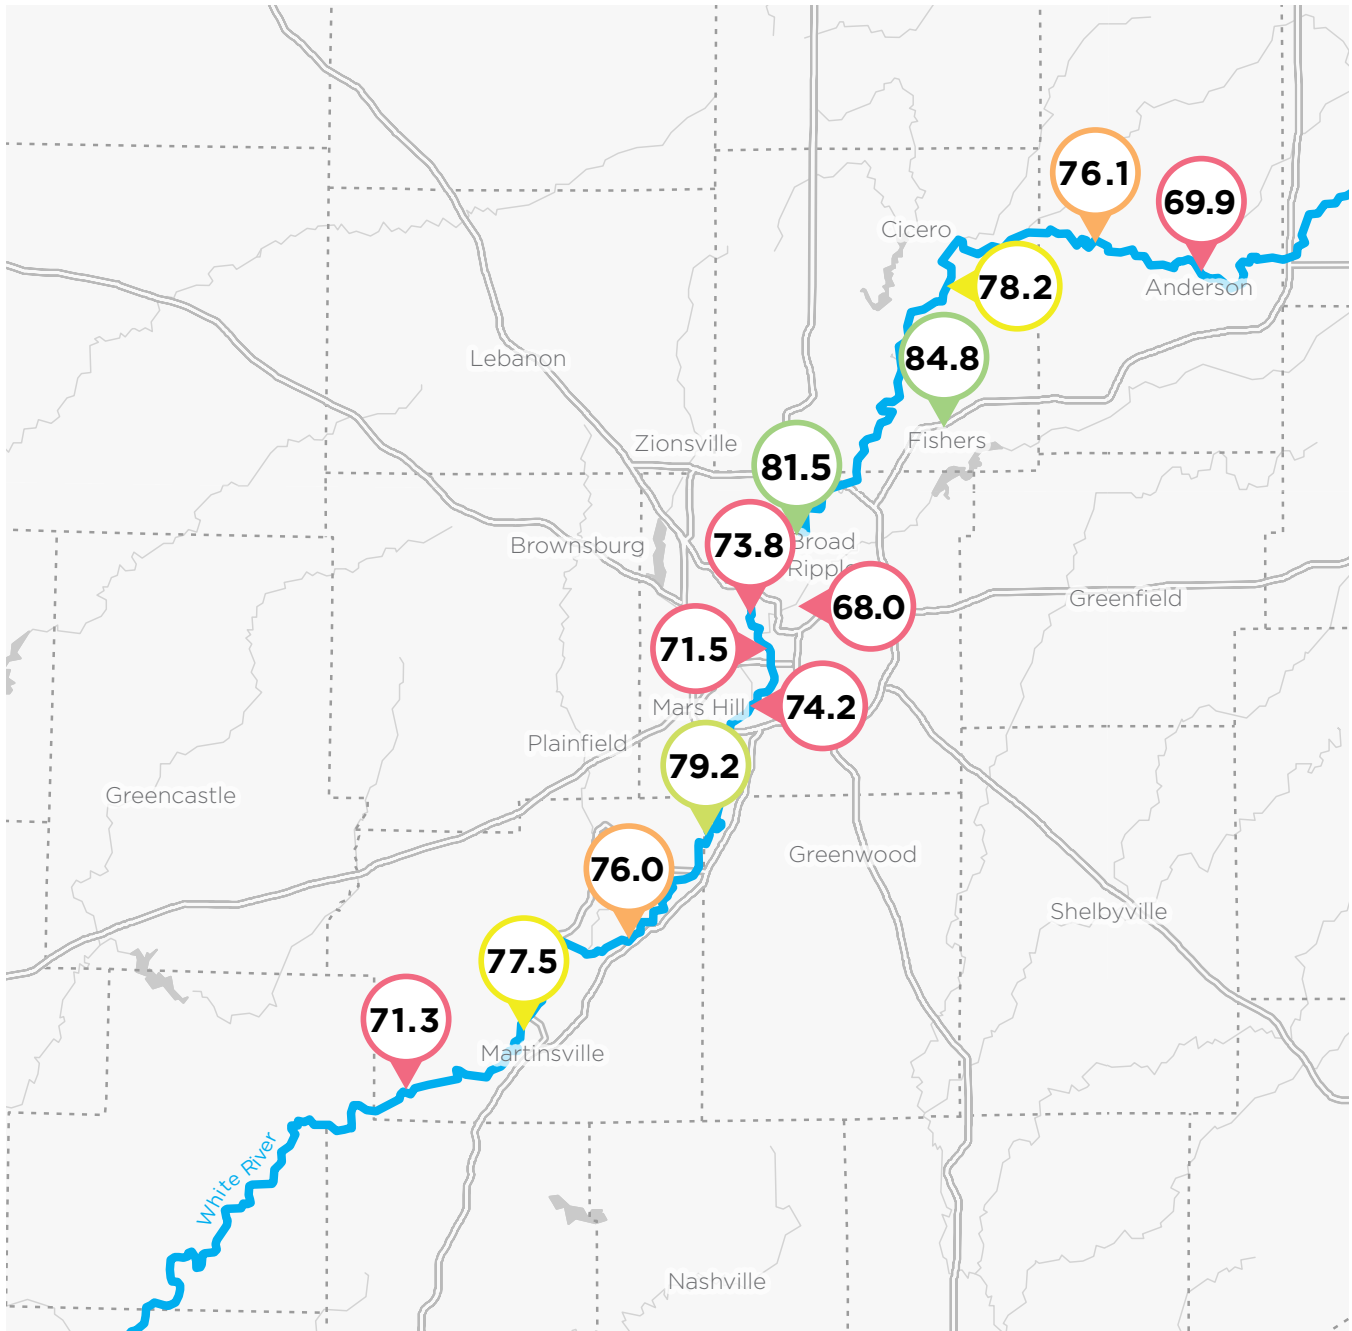 76.1
69.9
Cicero
78.2
Anderson
84.8
Lebanon
Fishers
Zionsville
81.5
73.8
Broad
Ripple
Brownsburg
68.0
Greenfield
71.5
74.2
Mars Hill
Plainfield
79.2
Greencastle
Greenwood
76.0
Shelbyville
77.5
71.3
Martinsville
White River
Nashville